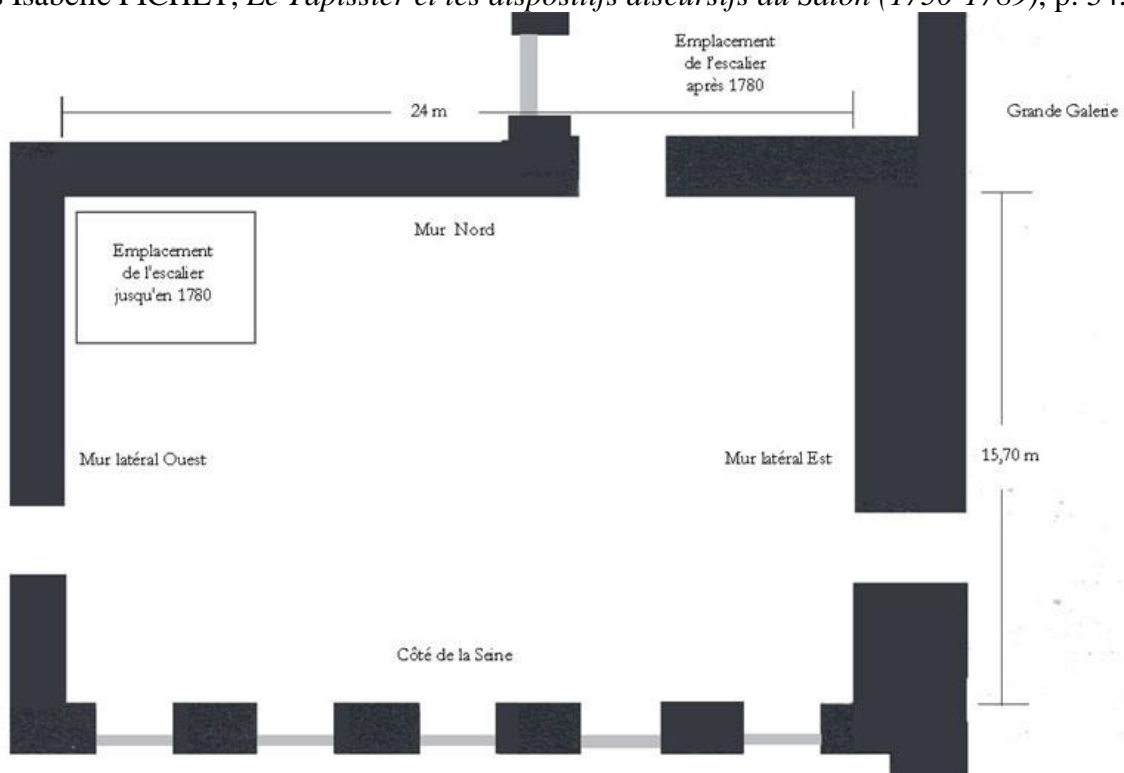 Isabelle PICHET, Le Tapissier et les dispositifs discursifs du Salon (1750-1789), p. 54.
Emplacement
de l'escalier
après 1780
24 m
Grande Galerie
Mur Nord
Emplacement
de l'escalier
jusqu'en 1780
Mur latéral Ouest
Mur latéral Est
15,70 m
Côté de la Seine